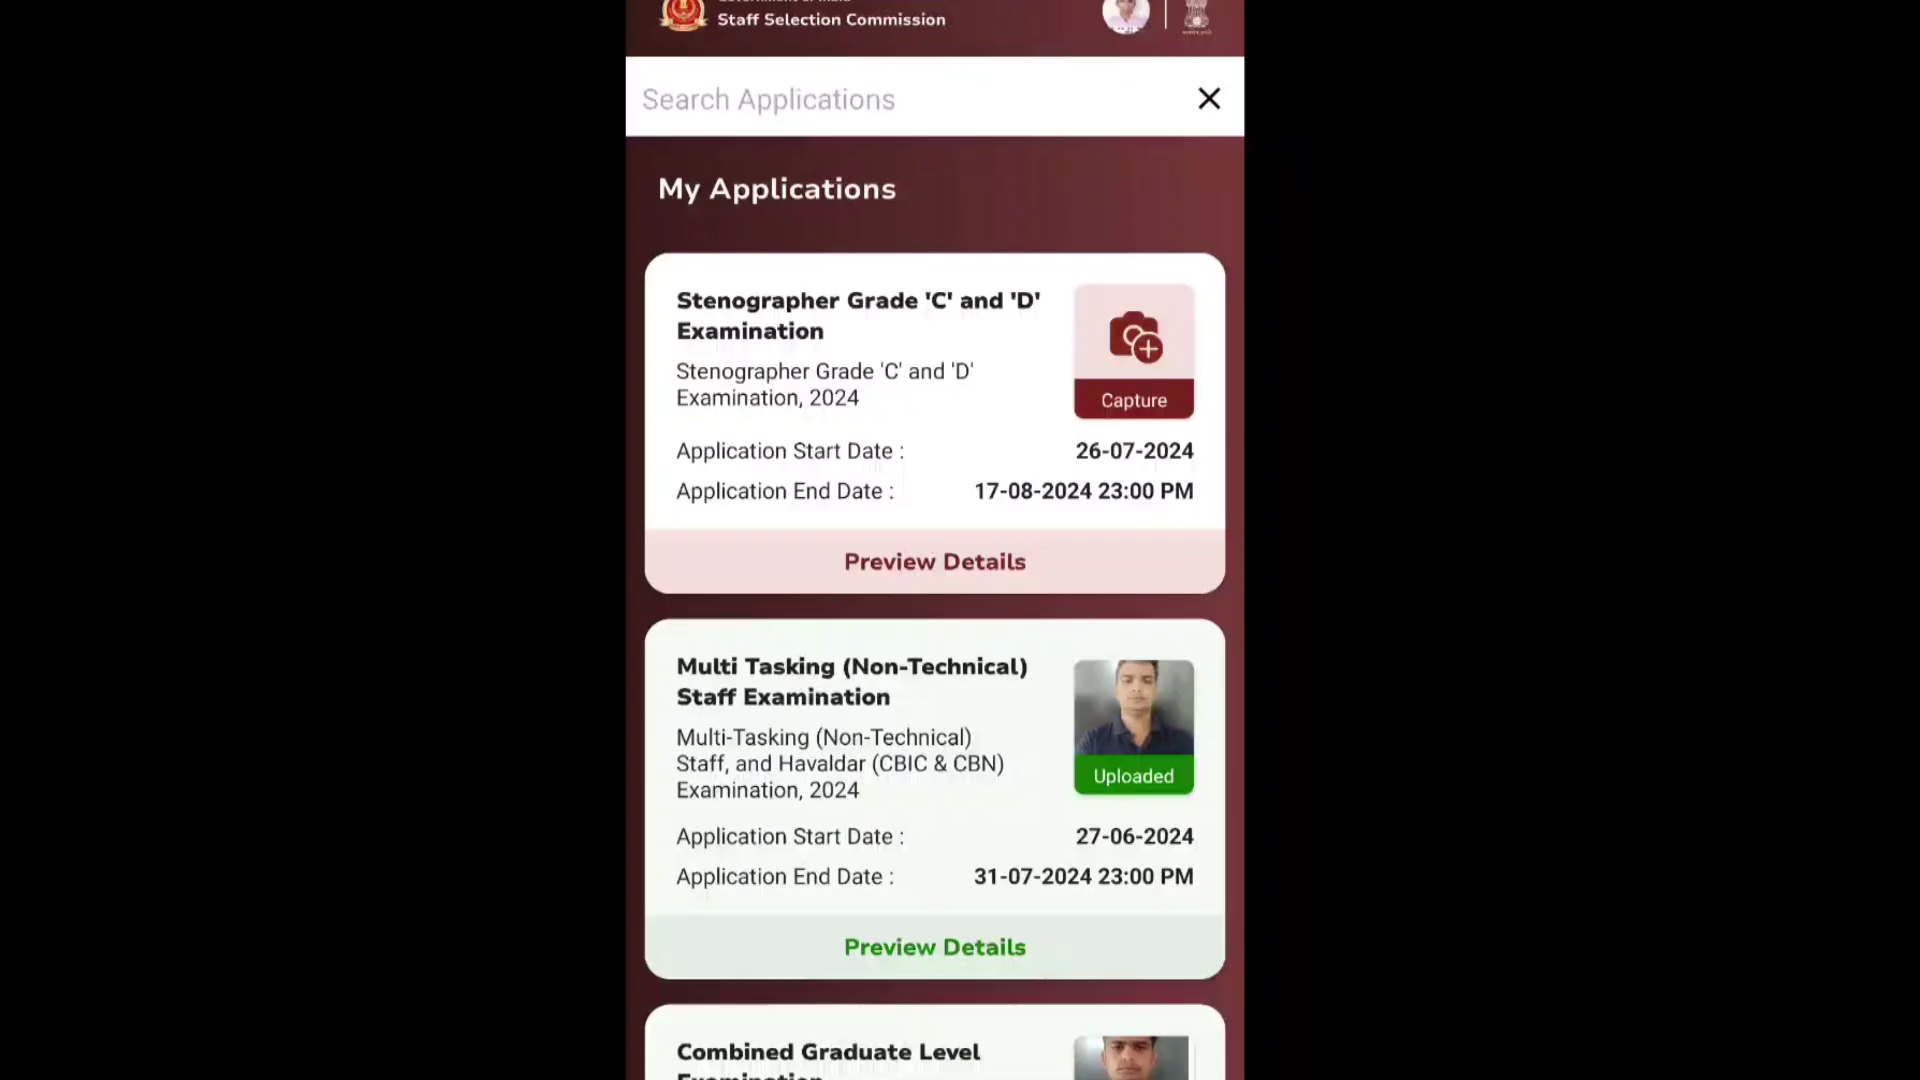 Staff Selection Commission
Search Applications
My Applications
Stenographer Grade 'C' and 'D'
Examination
Stenographer Grade 'C' and 'D'
Examination, 2024
Capture
Application Start Date :
26-07-2024
Application End Date :
17-08-2024 23:00 PM
Preview Details
Multi Tasking (Non-Technical)
Staff Examination
Multi-Tasking (Non-Technical)
Staff, and Havaldar (CBIC & CBN)
Examination, 2024
Uploaded
Application Start Date :
27-06-2024
Application End Date :
31-07-2024 23:00 PM
Preview Details
Combined Graduate Level
Examination